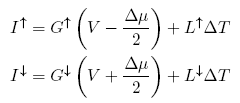 I↑ = G↑ (V − Δμ/2) + L↑ΔT
I↓ = G↓ (V + Δμ/2) + L↓ΔT